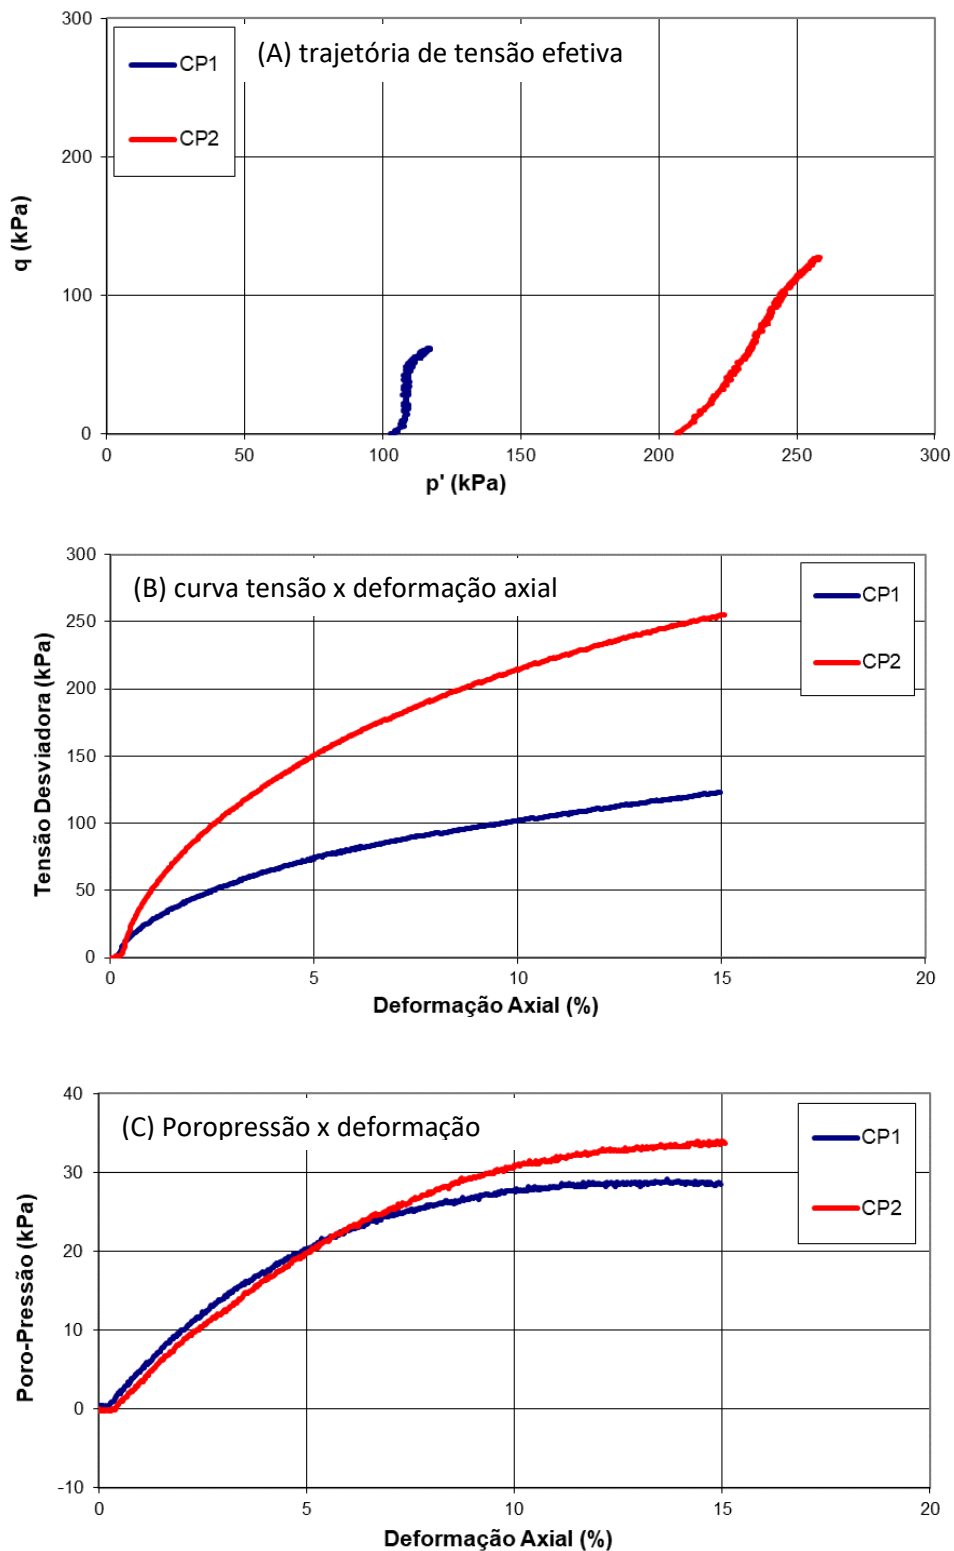 (A) trajetória de tensão efetiva
CP1
CP2
300
200
100
0
q (kPa)
0 50 100 150 200 250 300
p' (kPa)
(B) curva tensão x deformação axial
CP1
CP2
300
250
200
150
100
50
0
Tensão Desviadora (kPa)
0 5 10 15 20
Deformação Axial (%)
(C) Poropressão x deformação
CP1
CP2
40
30
20
10
0
-10
Poro-Pressão (kPa)
0 5 10 15 20
Deformação Axial (%)